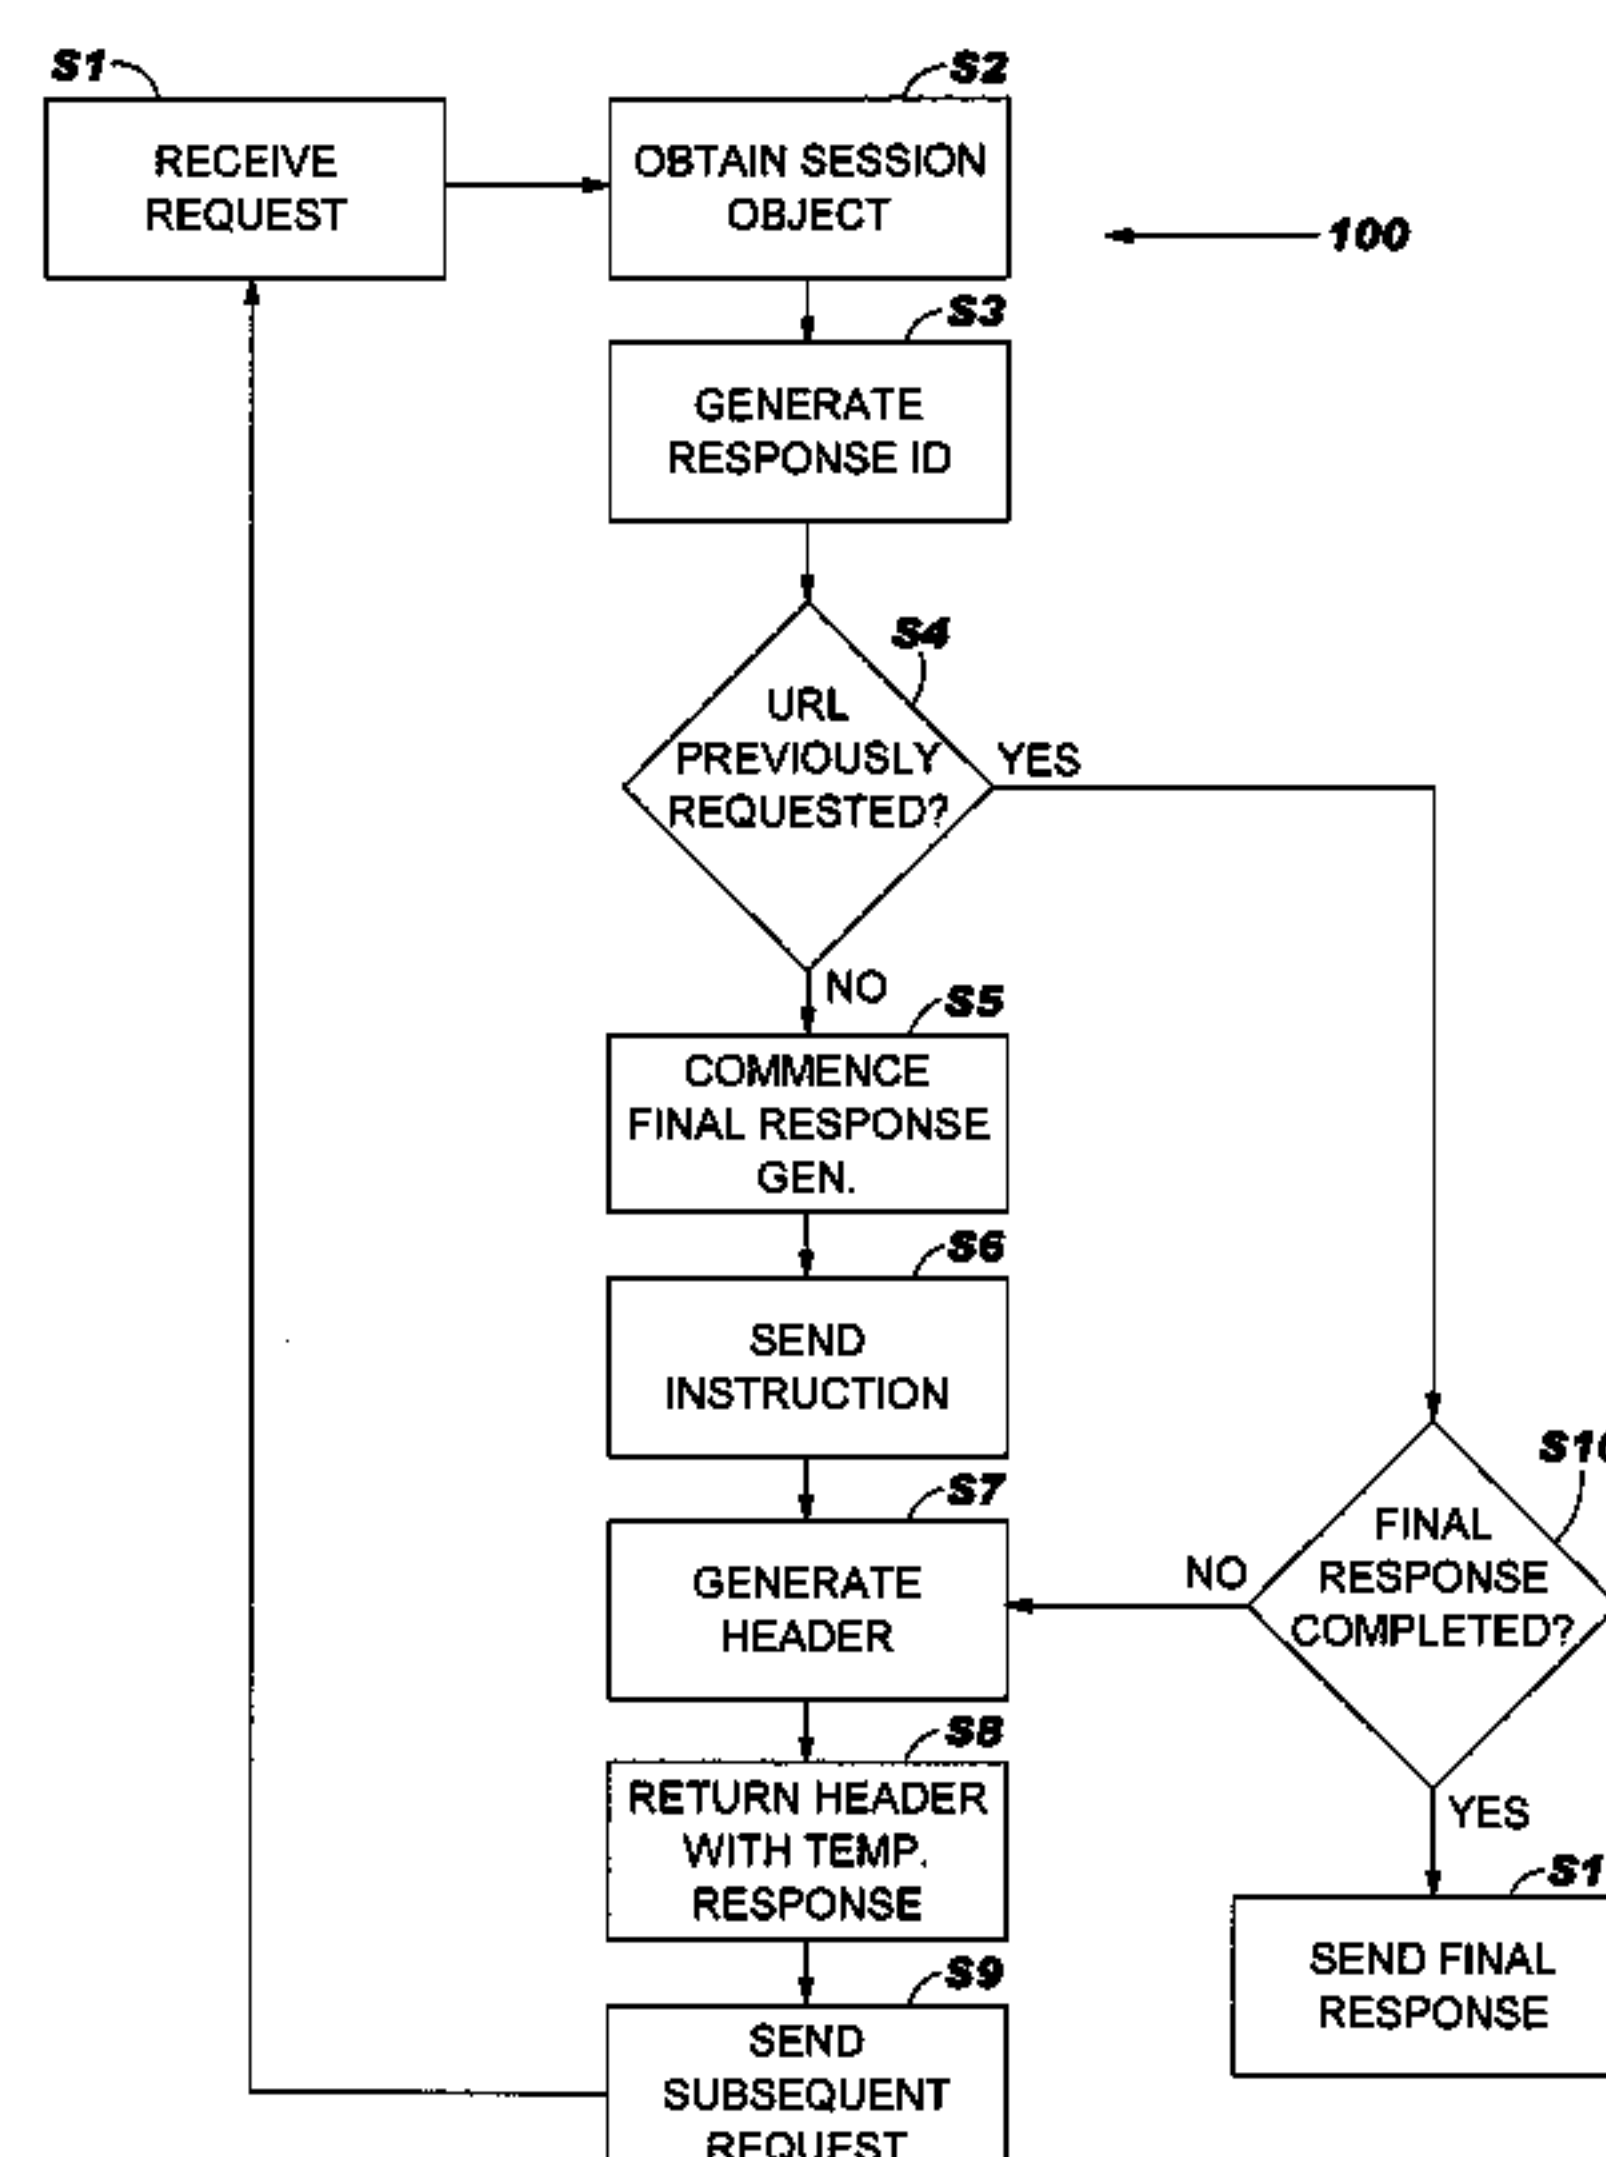 S1
RECEIVE
REQUEST
S2
OBTAIN SESSION
OBJECT
100
S3
GENERATE
RESPONSE ID
S4
URL
PREVIOUSLY
REQUESTED?
YES
NO
S5
COMMENCE
FINAL RESPONSE
GEN.
S6
SEND
INSTRUCTION
S7
GENERATE
HEADER
S10
FINAL
RESPONSE
COMPLETED?
NO
YES
S8
RETURN HEADER
WITH TEMP.
RESPONSE
S1
SEND FINAL
RESPONSE
S9
SEND
SUBSEQUENT
REQUEST